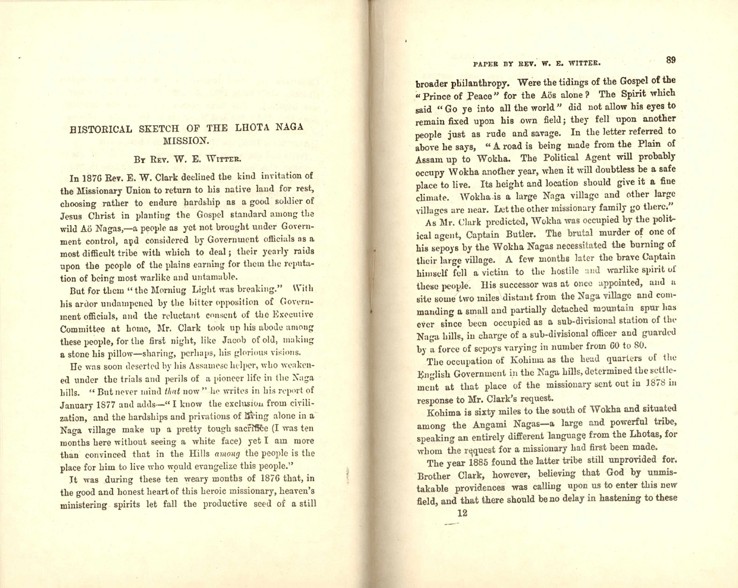 HISTORICAL SKETCH OF THE LHOTA NAGA
MISSION.
By Rev. W. E. Witter.
In 1876 Rev. E. W. Clark declined the kind invitation of
the Missionary Union to return to his native land for rest,
choosing rather to endure hardship as a good soldier of
Jesus Christ in planting the Gospel standard among the
wild Aö Nagas,—a people as yet not brought under Govern-
ment control, and considered by Government officials as a
most difficult tribe with which to deal; their yearly raids
upon the people of the plains earning for them the reputa-
tion of being most warlike and untamable.
But for them "the Morning Light was breaking." With
his ardor undampened by the bitter opposition of Govern-
ment officials, and the reluctant consent of the Executive
Committee at home, Mr. Clark took up his abode among
these people, for the first night, like Jacob of old, making
a stone his pillow—sharing, perhaps, his glorious visions.
He was soon deserted by his Assamese helper, who weaken-
ed under the trials and perils of a pioneer life in the Naga
hills. "But never mind that now" he writes in his report of
January 1877 and adds—"I know the exclusion from civili-
zation, and the hardships and privations of living alone in a
Naga village make up a pretty tough sacrifice (I was ten
months here without seeing a white face) yet I am more
than convinced that in the Hills among the people is the
place for him to live who would evangelize this people."
It was during these ten weary months of 1876 that, in
the good and honest heart of this heroic missionary, heaven's
ministering spirits let fall the productive seed of a still
PAPER BY REV. W. E. WITTER. 89
broader philanthropy. Were the tidings of the Gospel of the
"Prince of Peace" for the Aös alone? The Spirit which
said "Go ye into all the world" did not allow his eyes to
remain fixed upon his own field; they fell upon another
people just as rude and savage. In the letter referred to
above he says, "A road is being made from the Plain of
Assam up to Wokha. The Political Agent will probably
occupy Wokha another year, when it will doubtless be a safe
place to live. Its height and location should give it a fine
climate. Wokha is a large Naga village and other large
villages are near. Let the other missionary family go there."
As Mr. Clark predicted, Wokha was occupied by the polit-
ical agent, Captain Butler. The brutal murder of one of
his sepoys by the Wokha Nagas necessitated the burning of
their large village. A few months later the brave Captain
himself fell a victim to the hostile and warlike spirit of
these people. His successor was at once appointed, and a
site some two miles distant from the Naga village and com-
manding a small and partially detached mountain spur has
ever since been occupied as a sub-divisional station of the
Naga hills, in charge of a sub-divisional officer and guarded
by a force of sepoys varying in number from 60 to 80.
The occupation of Kohima as the head quarters of the
English Government in the Naga hills, determined the settle-
ment at that place of the missionary sent out in 1878 in
response to Mr. Clark's request.
Kohima is sixty miles to the south of Wokha and situated
among the Angami Nagas—a large and powerful tribe,
speaking an entirely different language from the Lhotas, for
whom the request for a missionary had first been made.
The year 1885 found the latter tribe still unprovided for.
Brother Clark, however, believing that God by unmis-
takable providences was calling upon us to enter this new
field, and that there should be no delay in hastening to these
12